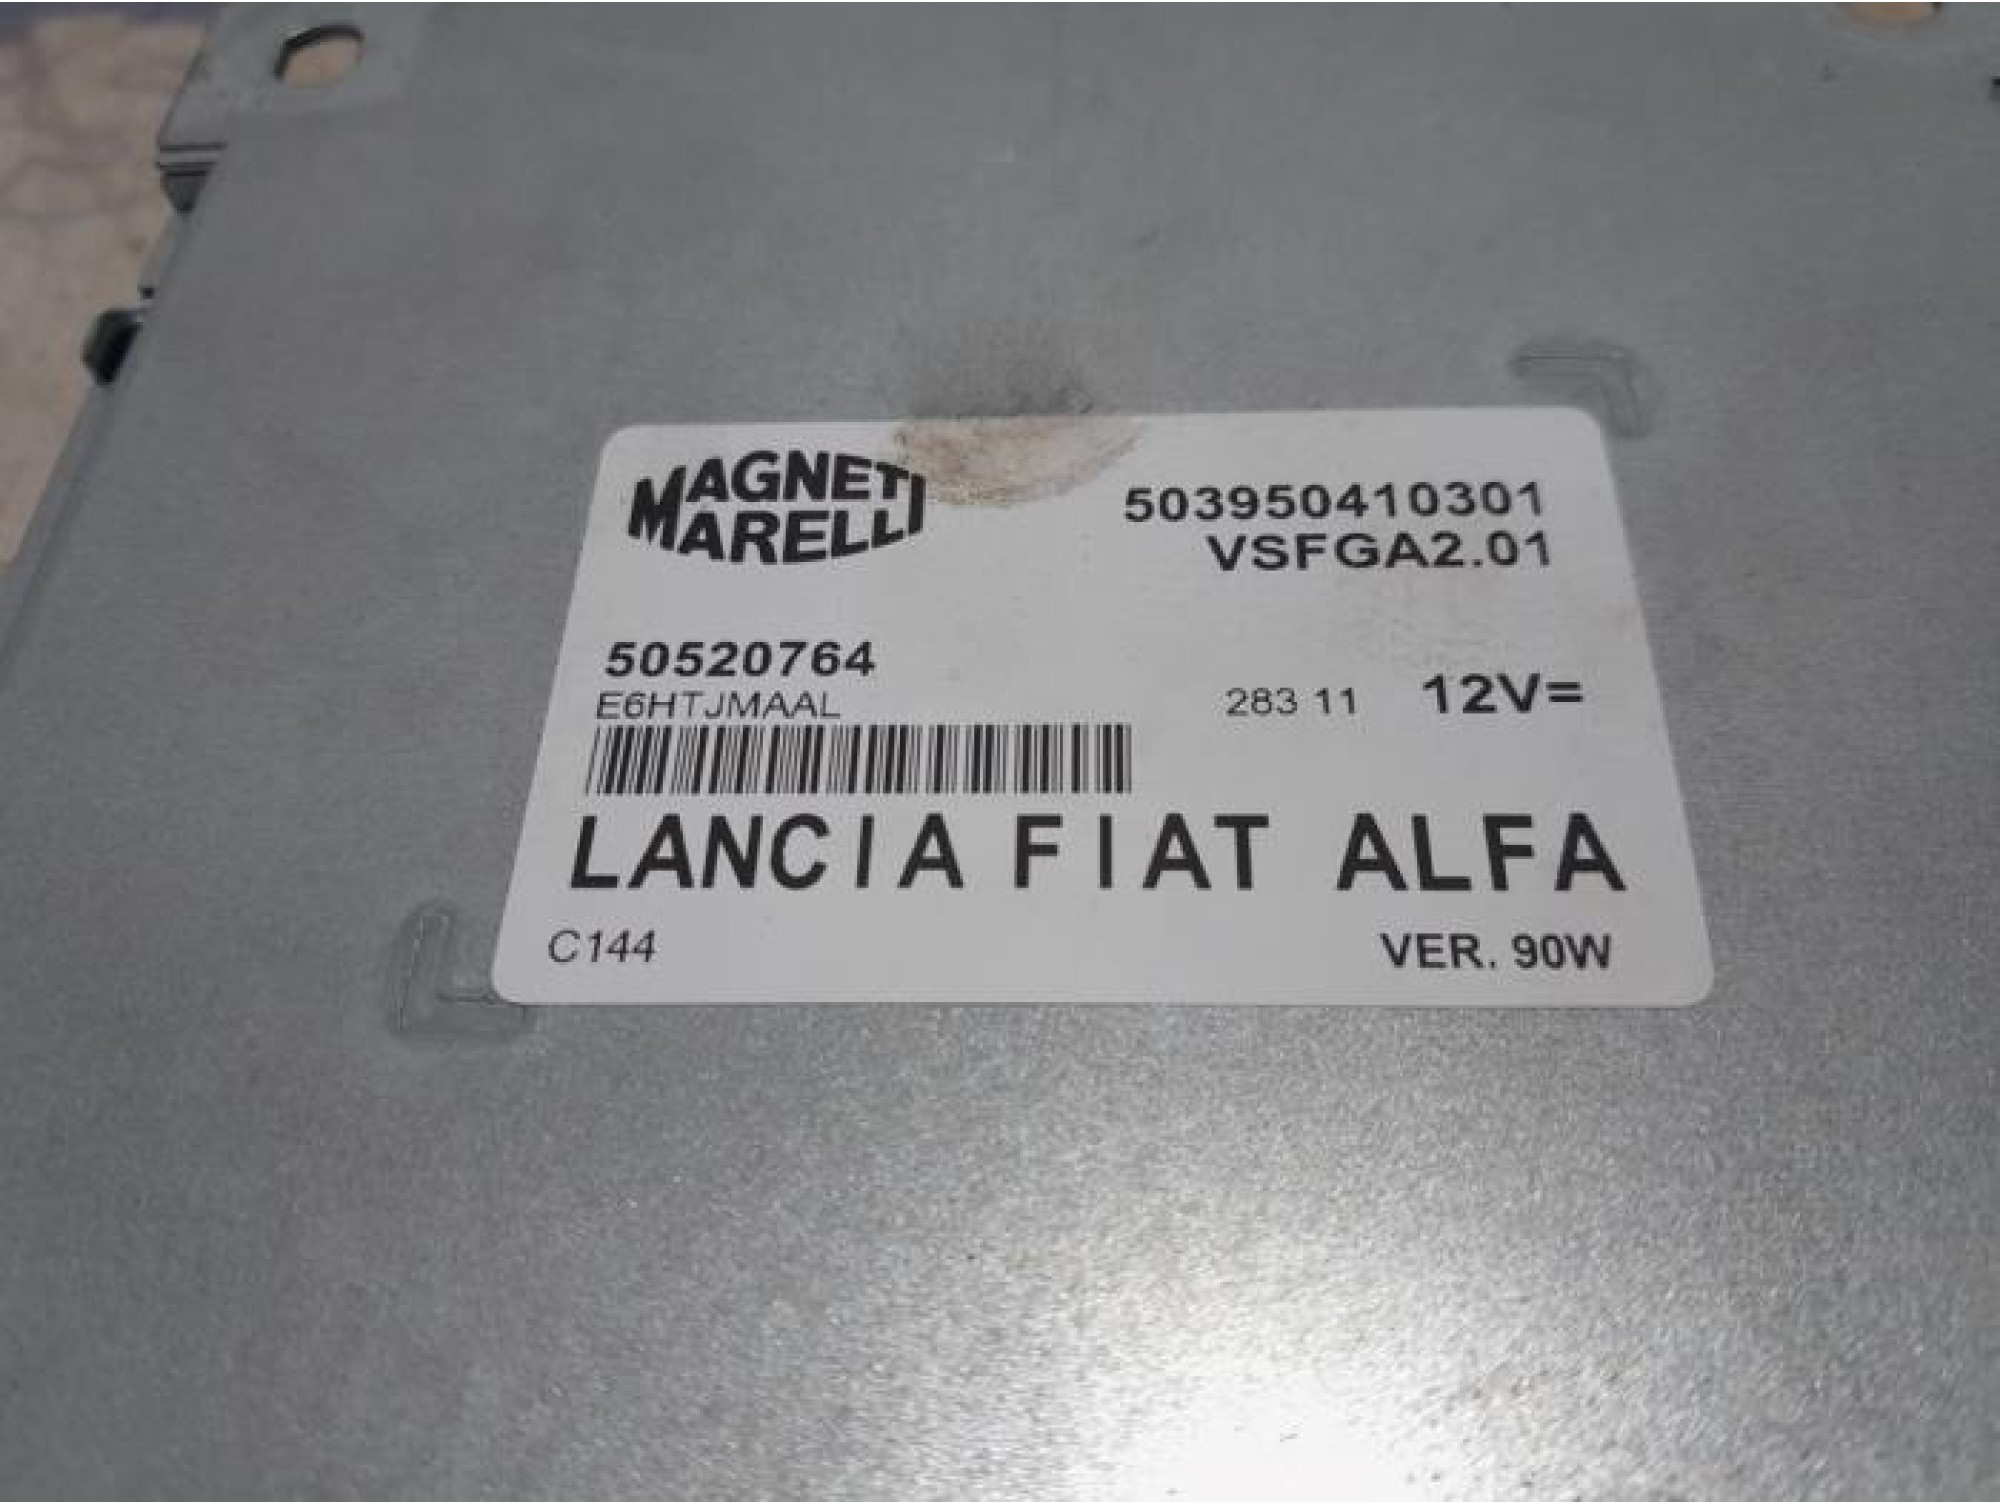 MAGNETI
MARELLI
503950410301
VSFGA2.01
50520764
E6HTJMAAL
283 11 12V=
LANCIA FIAT ALFA
C144
VER. 90W